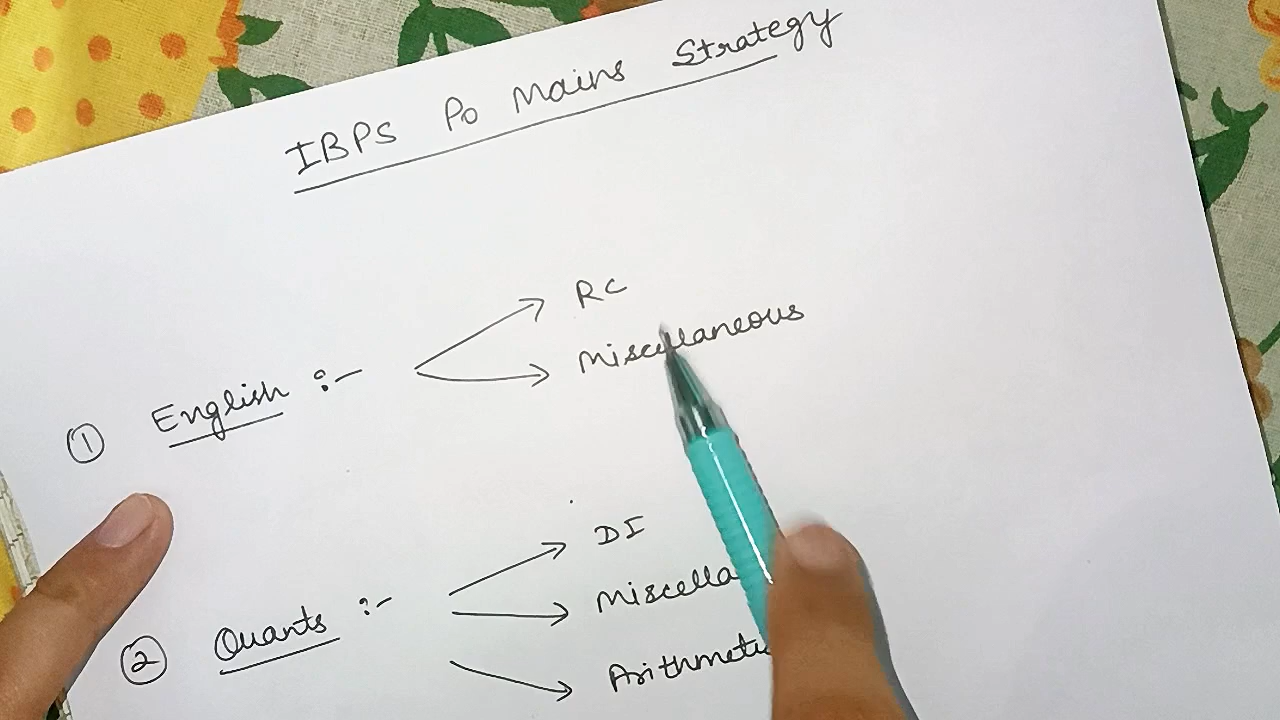 IBPS PO Mains Strategy
RC
① English :- Miscellaneous
DI
② Quants :- Miscella
Arithmeti